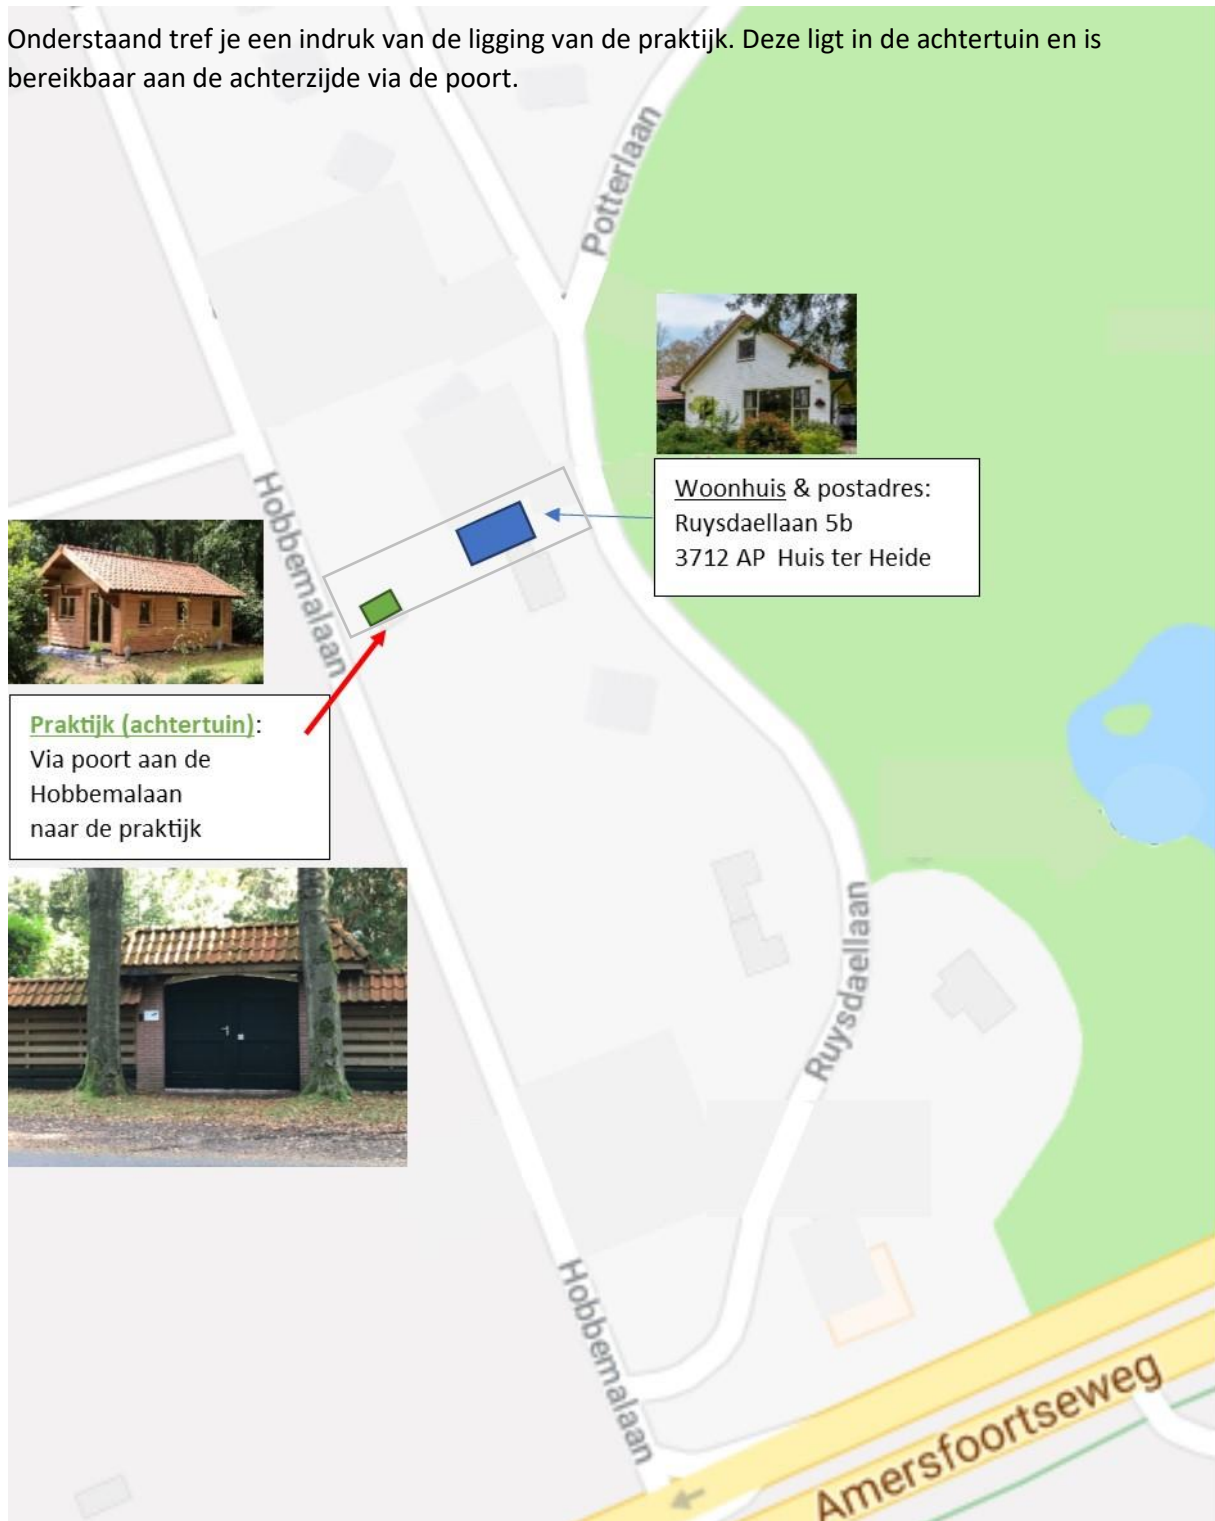 Onderstaand tref je een indruk van de ligging van de praktijk. Deze ligt in de achtertuin en is
bereikbaar aan de achterzijde via de poort.
Potterlaan
Hobbemalaan
Woonhuis & postadres:
Ruysdaellaan 5b
3712 AP Huis ter Heide
Praktijk (achtertuin):
Via poort aan de
Hobbemalaan
naar de praktijk
Ruysdaellaan
Hobbemalaan
Amersfoortseweg